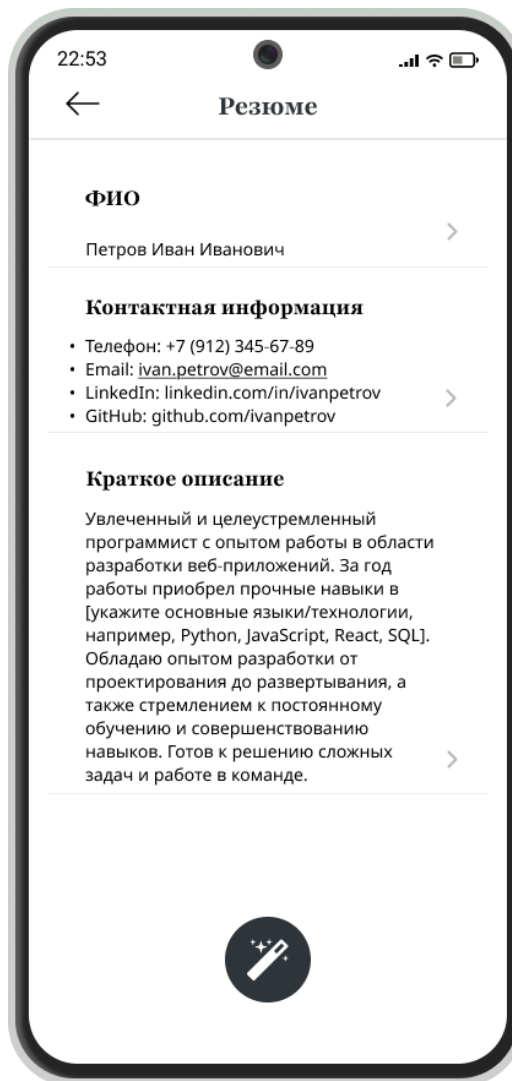 22:53
Резюме
ФИО
Петров Иван Иванович
Контактная информация
• Телефон: +7 (912) 345-67-89
• Email: ivan.petrov@email.com
• LinkedIn: linkedin.com/in/ivanpetrov
• GitHub: github.com/ivanpetrov
Краткое описание
Увлеченный и целеустремленный
программист с опытом работы в области
разработки веб-приложений. За год
работы приобрел прочные навыки в
[укажите основные языки/технологии,
например, Python, JavaScript, React, SQL].
Обладаю опытом разработки от
проектирования до развертывания, а
также стремлением к постоянному
обучению и совершенствованию
навыков. Готов к решению сложных
задач и работе в команде.